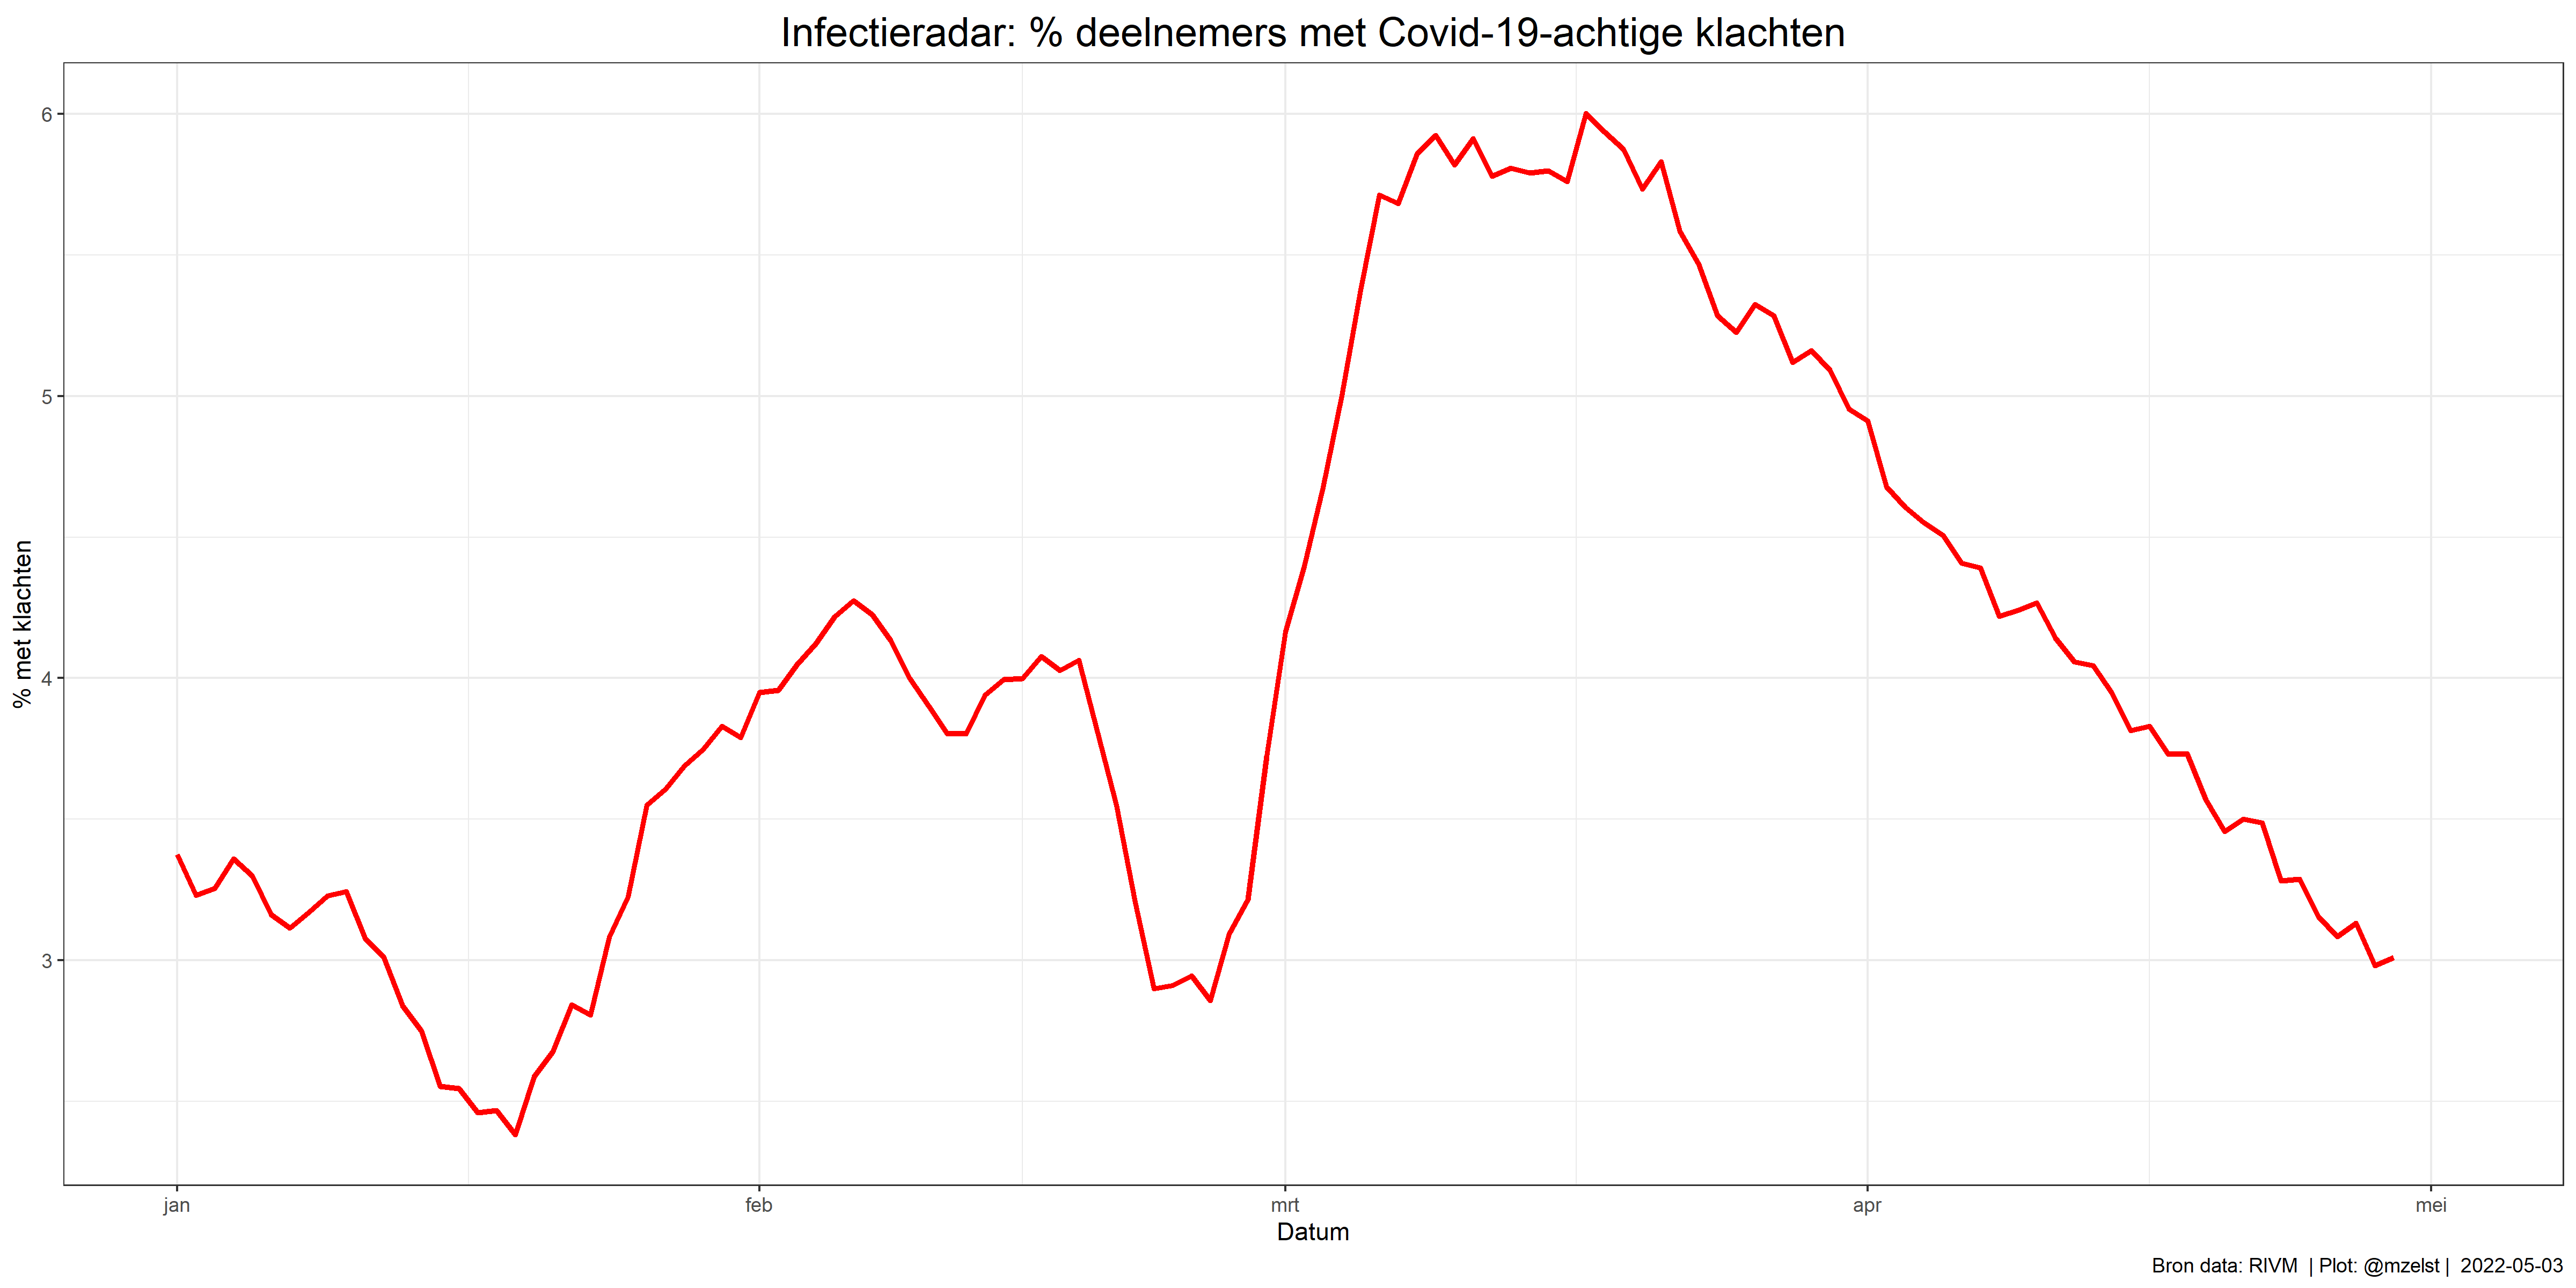 Infectieradar: % deelnemers met Covid-19-achtige klachten
% met klachten
6
5
4
3
jan feb mrt apr mei
Datum
Bron data: RIVM | Plot: @mzelst | 2022-05-03